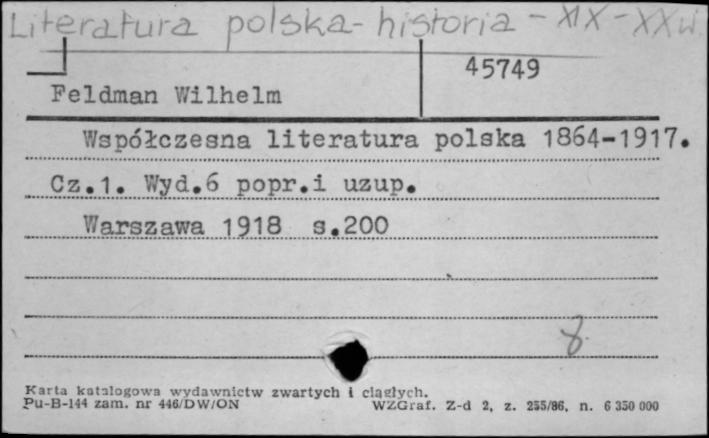 Literatura polska - historia - XIX - XX w.
45749
Feldman Wilhelm
Współczesna literatura polska 1864-1917.
Cz.1. Wyd.6 popr.i uzup.
Warszawa 1918 s.200
8
Karta katalogowa wydawnictw zwartych i ciągłych.
Pu-B-144 zam. nr 446/DW/ON WZGraf. Z-d 2, z. 255/86, n. 6 350 000